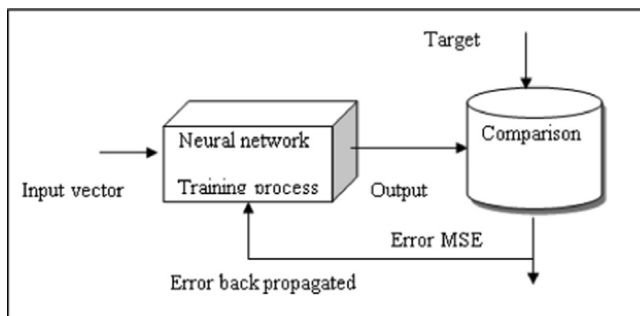 Target
Neural network
Comparison
Training process
Input vector
Output
Error MSE
Error back propagated